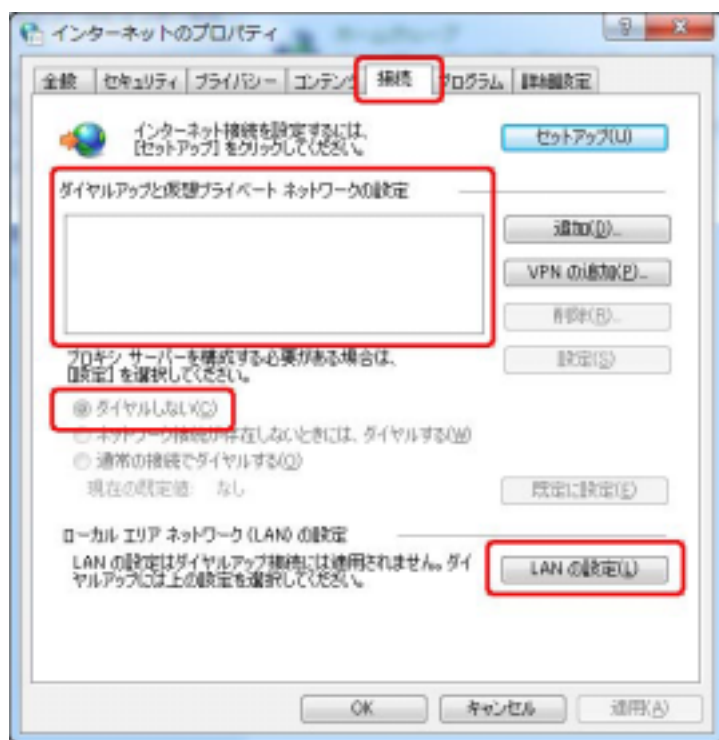 インターネットのプロパティ
全般 セキュリティ プライバシー コンテンツ 接続 プログラム 詳細設定
インターネット接続を設定するには、
[セットアップ] をクリックしてください。
セットアップ(U)
ダイヤルアップと仮想プライベート ネットワークの設定
追加(D)...
VPN の追加(P)...
削除(R)...
プロキシ サーバーを構成する必要がある場合は、
[設定] を選択してください。
設定(S)
ダイヤルしない(C)
ネットワーク接続が存在しないときには、ダイヤルする(W)
通常の接続でダイヤルする(O)
現在の既定値: なし
既定に設定(E)
ローカル エリア ネットワーク (LAN) の設定
LAN の設定はダイヤルアップ接続には適用されません。ダイ
ヤルアップには上の設定を選択してください。
LAN の設定(L)
OK キャンセル 適用(A)